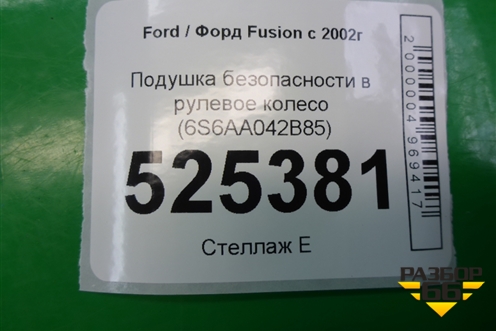 Ford / Форд Fusion с 2002г
Подушка безопасности в
рулевое колесо
(6S6AA042B85)
525381
Стеллаж Е
2000004969417
РАЗБОР
66